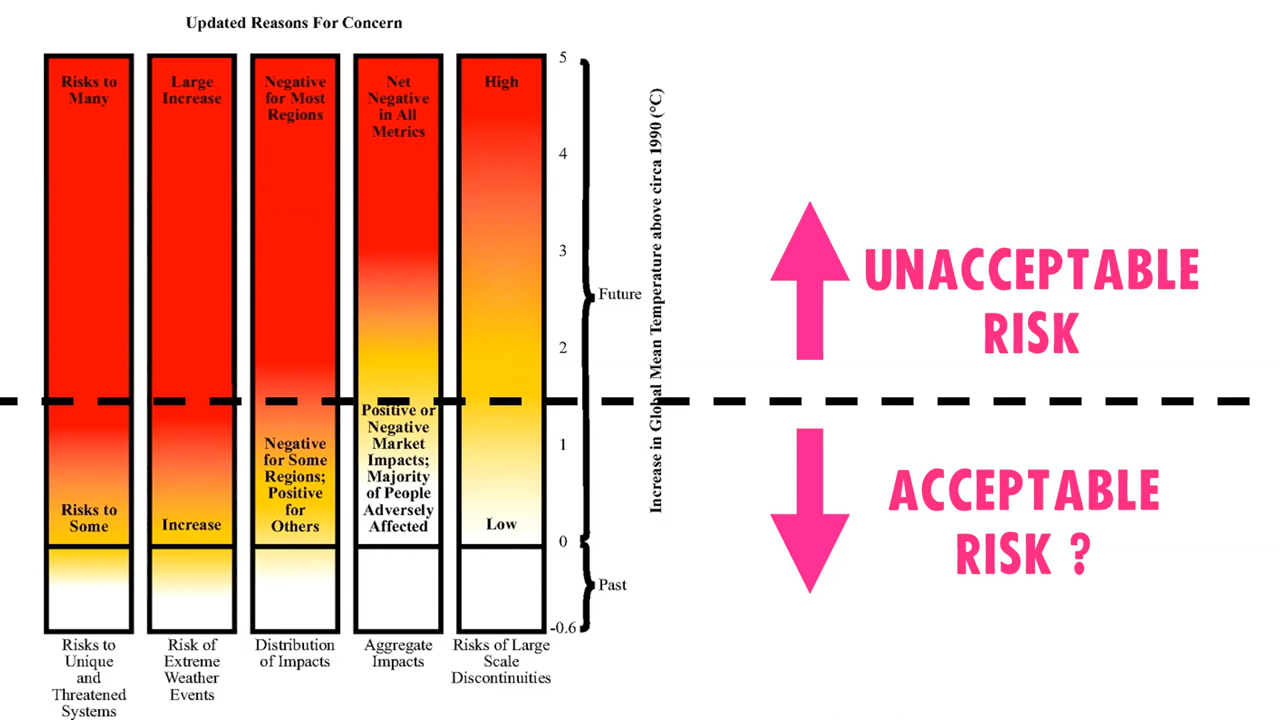 Updated Reasons For Concern
Risks to
Many
Large
Increase
Negative
for Most
Regions
Net
Negative
in All
Metrics
High
Risks to
Some
Increase
Negative
for Some
Regions;
Positive
for
Others
Positive or
Negative
Market
Impacts;
Majority
of People
Adversely
Affected
Low
5
4
3
2
1
0
-0.6
Future
Past
Increase in Global Mean Temperature above circa 1990 (°C)
Risks to
Unique
and
Threatened
Systems
Risk of
Extreme
Weather
Events
Distribution
of Impacts
Aggregate
Impacts
Risks of Large
Scale
Discontinuities
UNACCEPTABLE
RISK
ACCEPTABLE
RISK ?